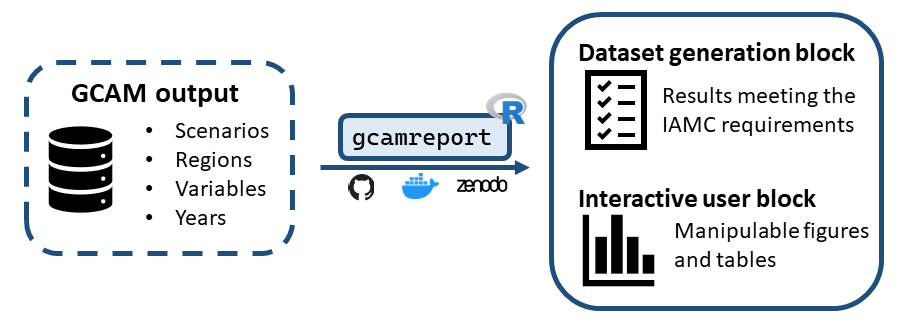 GCAM output
• Scenarios
• Regions
• Variables
• Years
R
gcamreport
zenodo
Dataset generation block
Results meeting the
IAMC requirements
Interactive user block
Manipulable figures
and tables